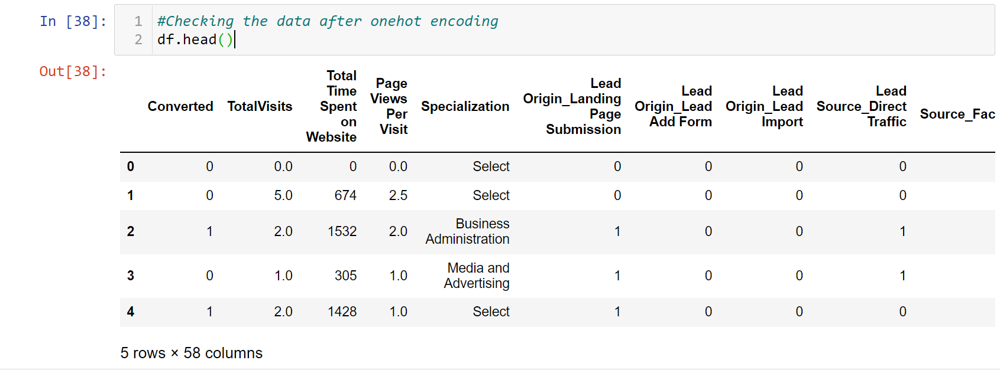 In [38]:
1 #Checking the data after onehot encoding
2 df.head()
Out[38]:
Converted TotalVisits Total Time Spent on Website Page Views Per Visit Specialization Lead Origin_Landing Page Submission Lead Origin_Lead Add Form Lead Origin_Lead Import Lead Source_Direct Traffic Source_Fac
0 0 0.0 0 0.0 Select 0 0 0 0
1 0 5.0 674 2.5 Select 0 0 0 0
2 1 2.0 1532 2.0 Business Administration 1 0 0 1
3 0 1.0 305 1.0 Media and Advertising 1 0 0 1
4 1 2.0 1428 1.0 Select 1 0 0 0
5 rows × 58 columns